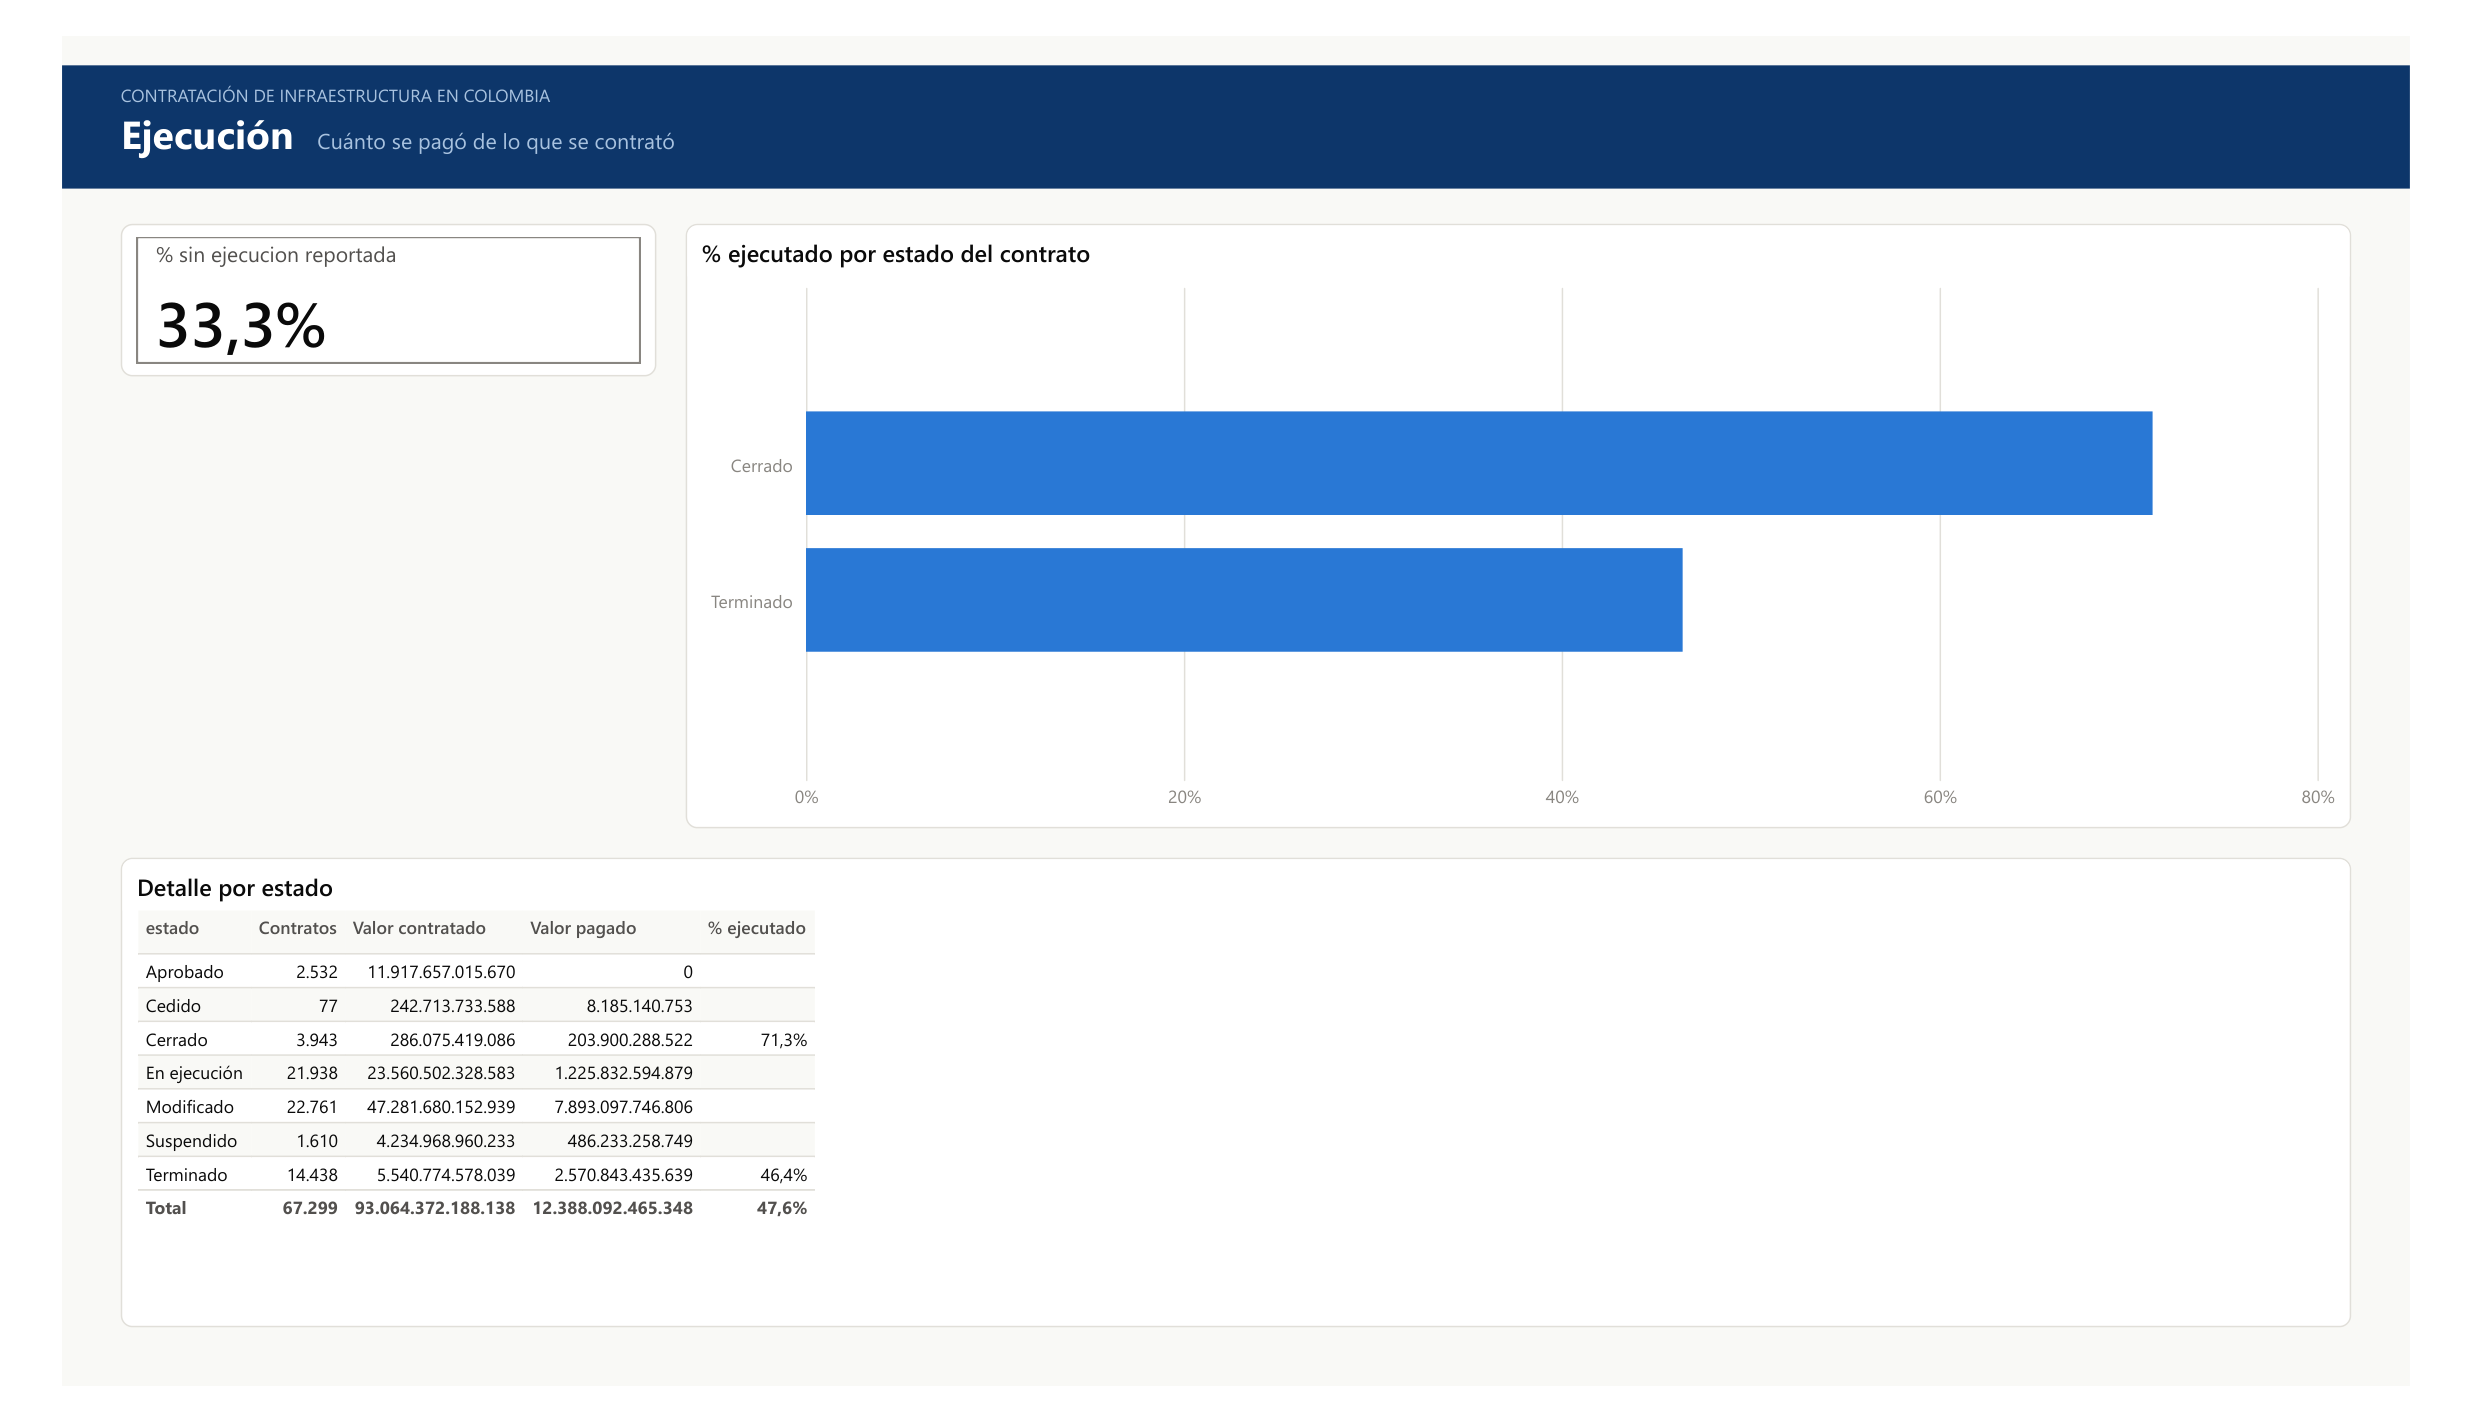 CONTRATACIÓN DE INFRAESTRUCTURA EN COLOMBIA
Ejecución Cuánto se pagó de lo que se contrató
% sin ejecucion reportada
33,3%
% ejecutado por estado del contrato
Cerrado
Terminado
0% 20% 40% 60% 80%
Detalle por estado
estado Contratos Valor contratado Valor pagado % ejecutado
Aprobado 2.532 11.917.657.015.670 0
Cedido 77 242.713.733.588 8.185.140.753
Cerrado 3.943 286.075.419.086 203.900.288.522 71,3%
En ejecución 21.938 23.560.502.328.583 1.225.832.594.879
Modificado 22.761 47.281.680.152.939 7.893.097.746.806
Suspendido 1.610 4.234.968.960.233 486.233.258.749
Terminado 14.438 5.540.774.578.039 2.570.843.435.639 46,4%
Total 67.299 93.064.372.188.138 12.388.092.465.348 47,6%